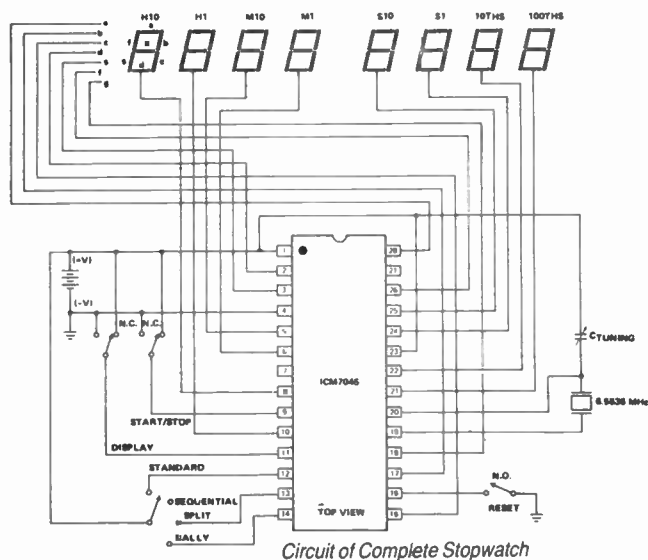 H10 H1 M10 M1 S10 S1 10THS 100THS
a
b
c
d
e
f
g
a
f g b
e d c
(+V)
(-V)
N.C. N.C.
START/STOP
DISPLAY
STANDARD
SEQUENTIAL
SPLIT
RALLY
1 28
2 27
3 26
4 25
5 24
6 23
7 22
8 21
9 20
10 19
11 18
12 17
13 16
14 15
ICM7045
TOP VIEW
CTUNING
6.5536 MHz
N.O.
RESET
Circuit of Complete Stopwatch